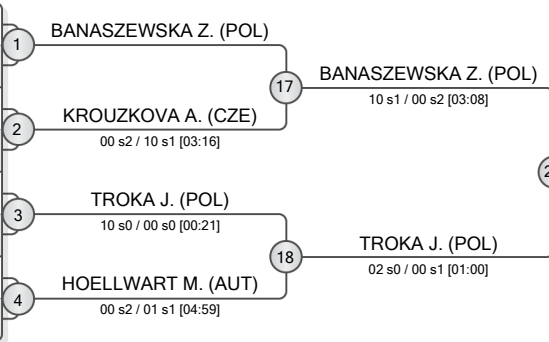 BANASZEWSKA Z. (POL)
1
17
BANASZEWSKA Z. (POL)
10 s1 / 00 s2 [03:08]
KROUZKOVA A. (CZE)
2
00 s2 / 10 s1 [03:16]
TROKA J. (POL)
3
10 s0 / 00 s0 [00:21]
18
TROKA J. (POL)
02 s0 / 00 s1 [01:00]
HOELLWART M. (AUT)
4
00 s2 / 01 s1 [04:59]